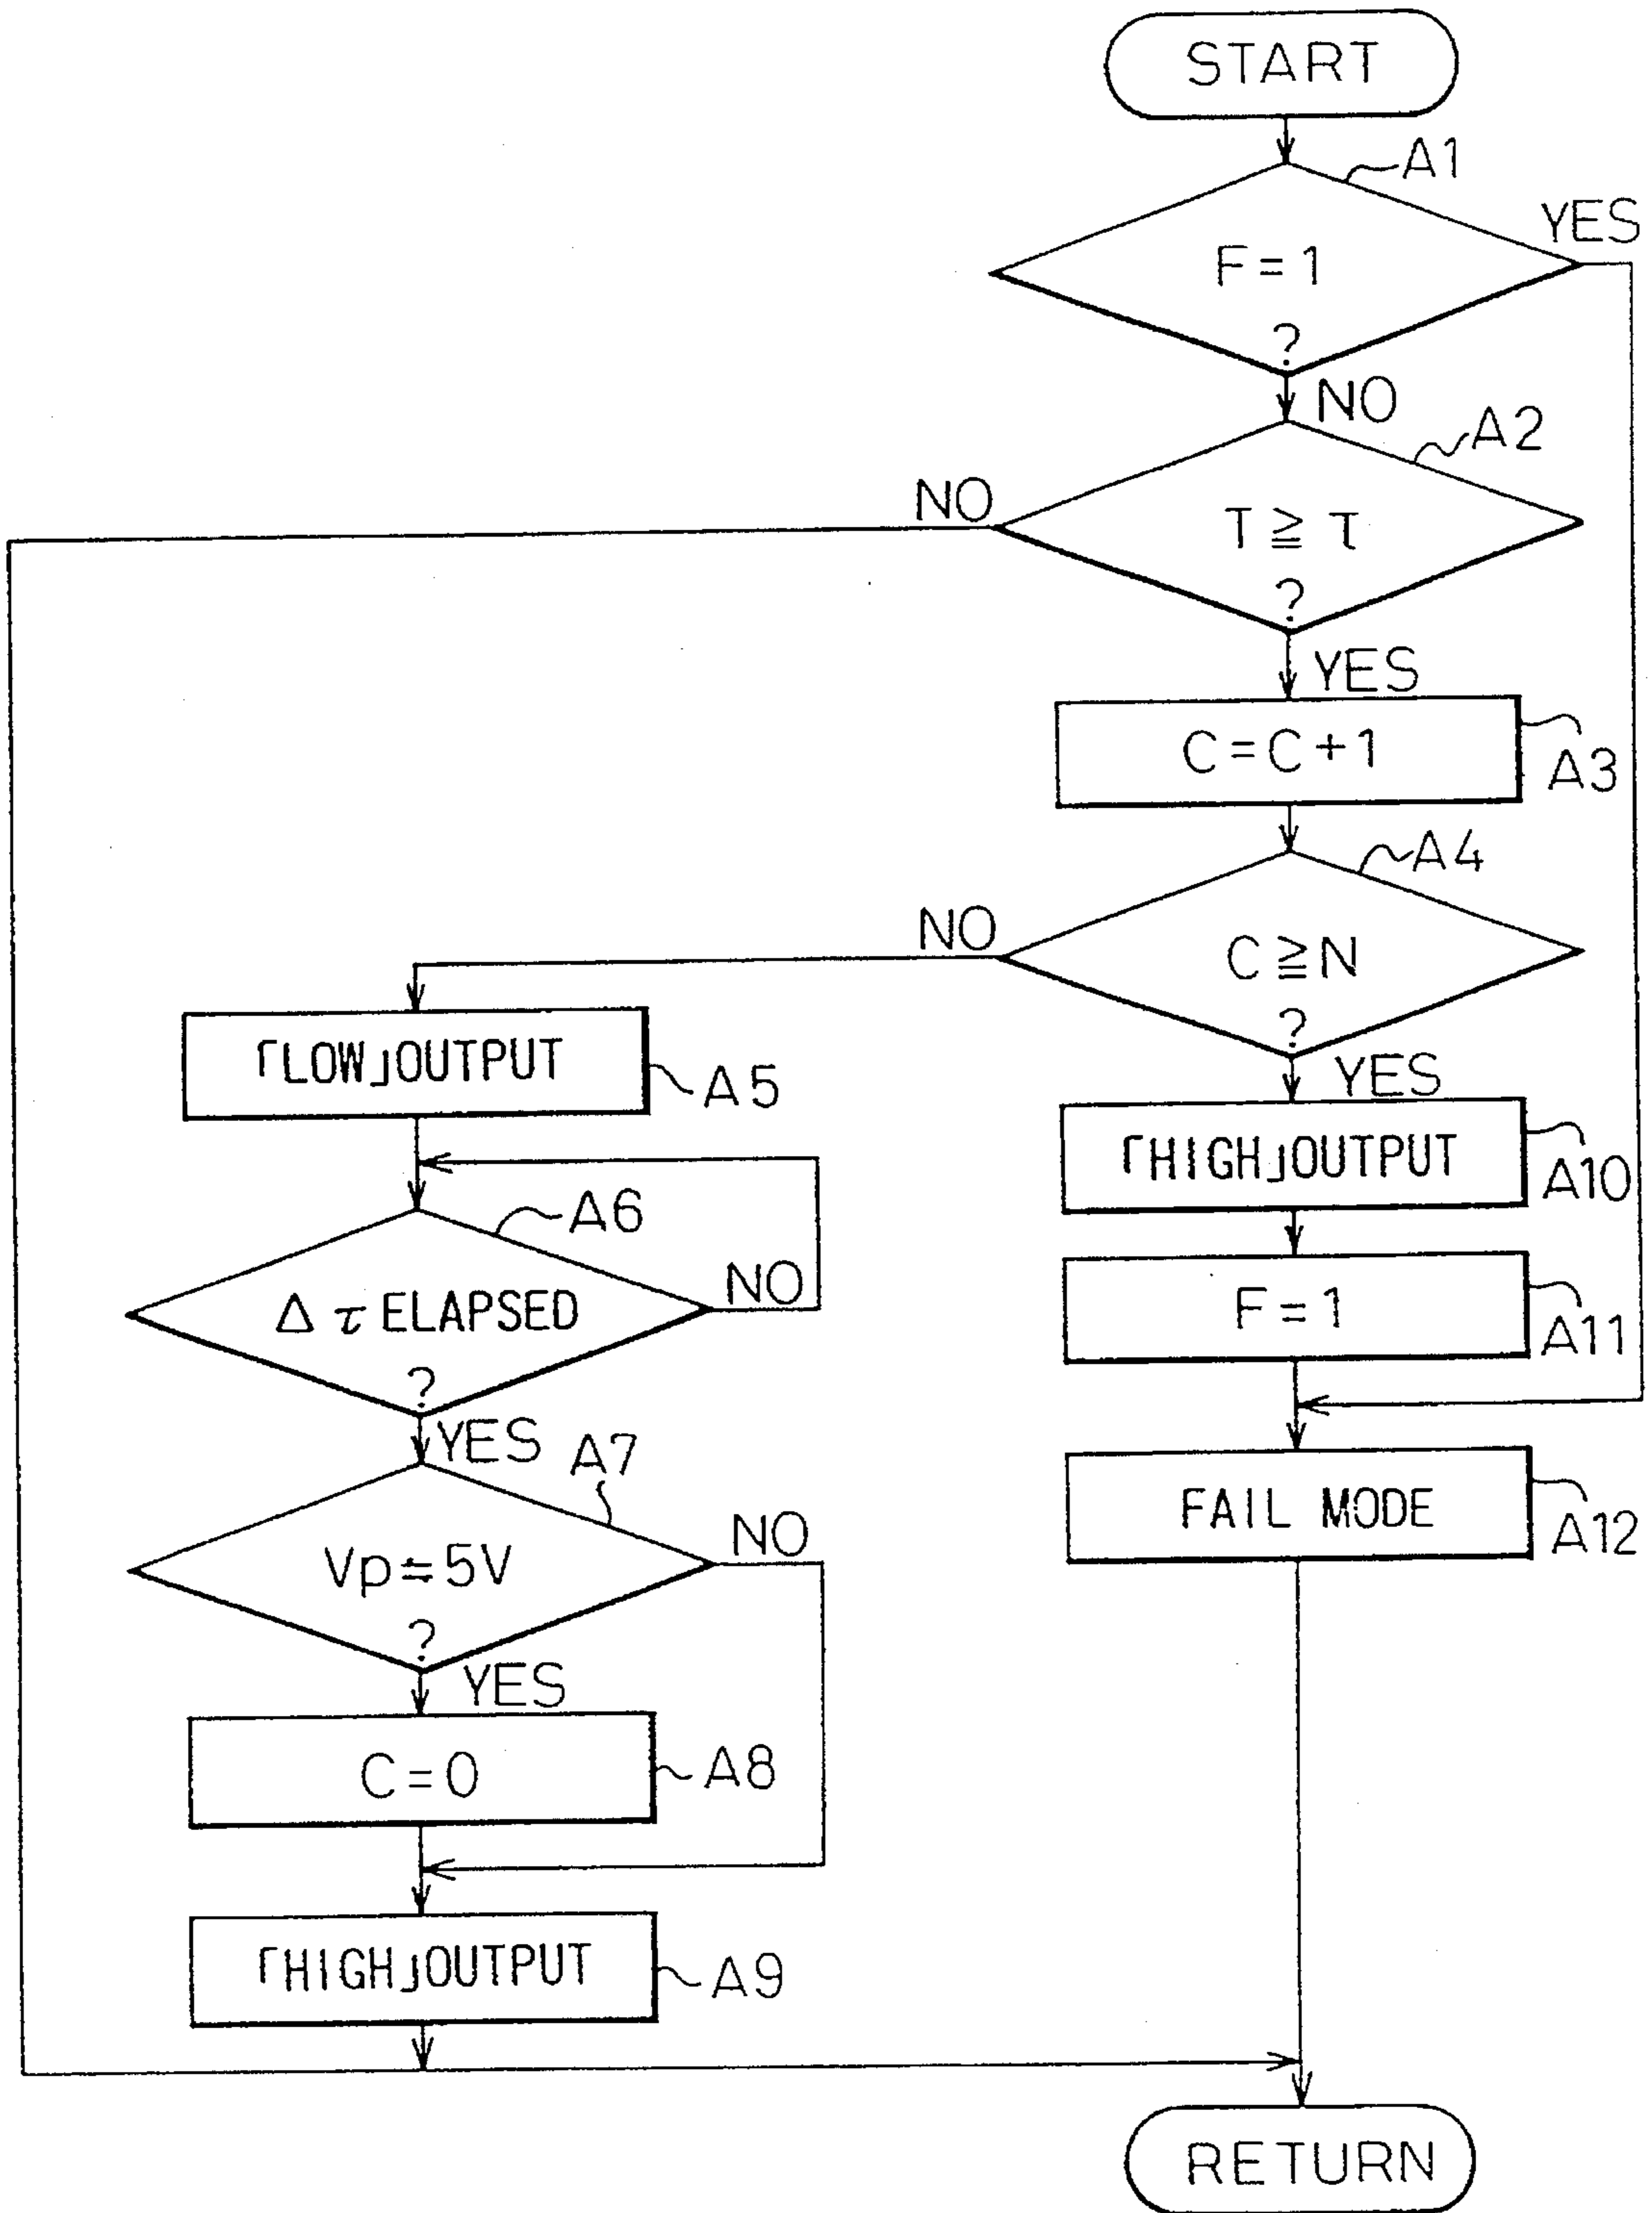 START
A1
YES
F=1
?
NO
A2
NO
T ≧ τ
?
YES
C=C+1
A3
A4
NO
C≧N
?
YES
「LOW」OUTPUT
A5
「HIGH」OUTPUT
A10
A6
NO
Δ τ ELAPSED
?
YES
F=1
A11
A7
NO
Vp≒5V
?
YES
FAIL MODE
A12
C=0
A8
「HIGH」OUTPUT
A9
RETURN